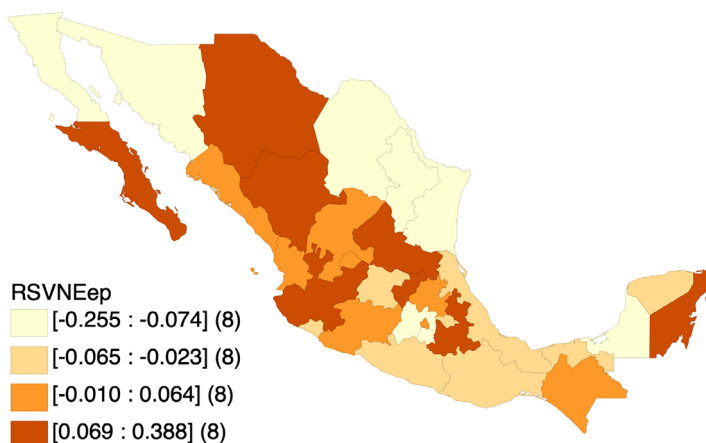 RSVNEep
[-0.255 : -0.074] (8)
[-0.065 : -0.023] (8)
[-0.010 : 0.064] (8)
[0.069 : 0.388] (8)